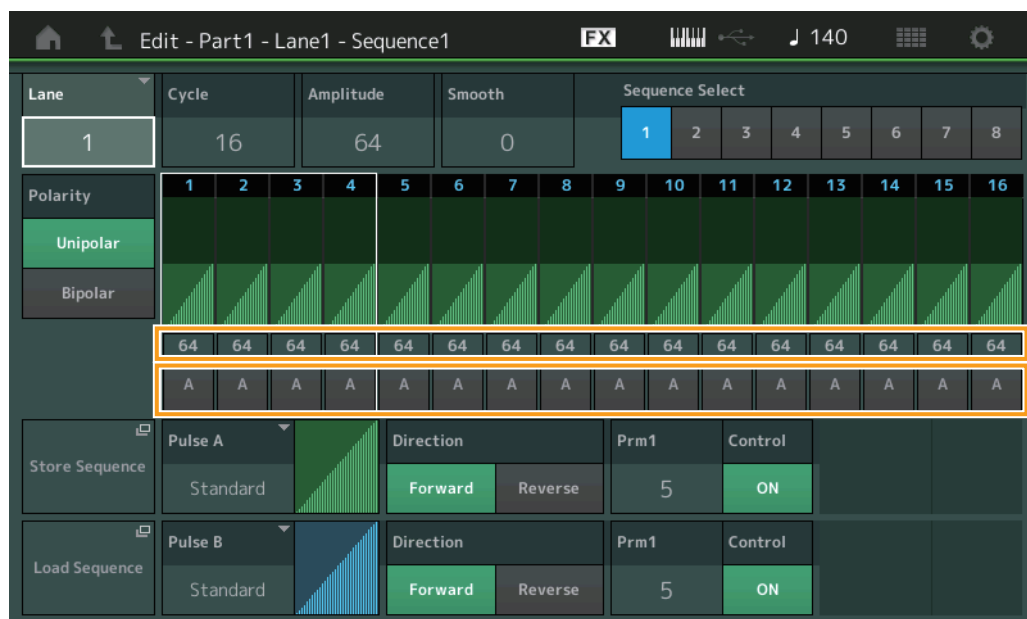 Edit - Part1 - Lane1 - Sequence1 FX ♩ 140
Lane Cycle Amplitude Smooth Sequence Select
1 16 64 0 1 2 3 4 5 6 7 8
Polarity 1 2 3 4 5 6 7 8 9 10 11 12 13 14 15 16
Unipolar
Bipolar
64 64 64 64 64 64 64 64 64 64 64 64 64 64 64 64
A A A A A A A A A A A A A A A A
Store Sequence Pulse A Direction Prm1 Control
Standard Forward Reverse 5 ON
Load Sequence Pulse B Direction Prm1 Control
Standard Forward Reverse 5 ON